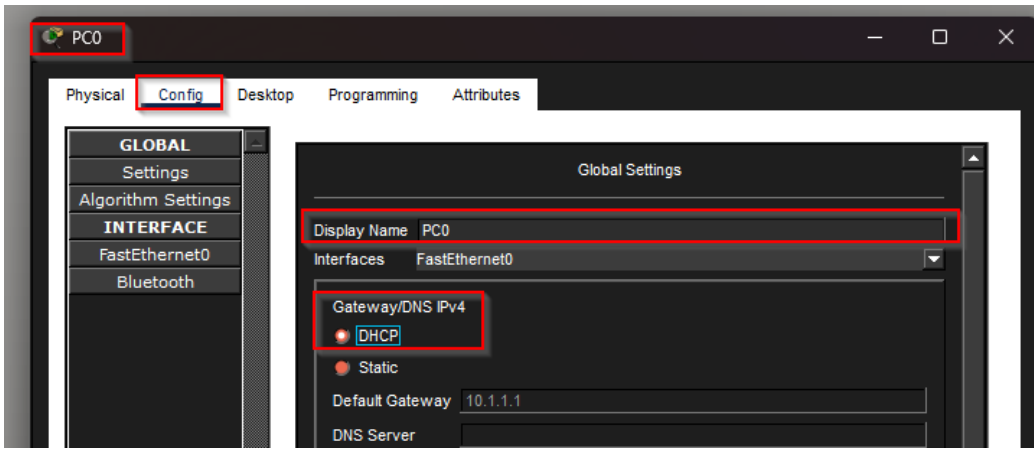 PC0
Physical Config Desktop Programming Attributes
GLOBAL
Settings
Algorithm Settings
INTERFACE
FastEthernet0
Bluetooth
Global Settings
Display Name PC0
Interfaces FastEthernet0
Gateway/DNS IPv4
DHCP
Static
Default Gateway 10.1.1.1
DNS Server